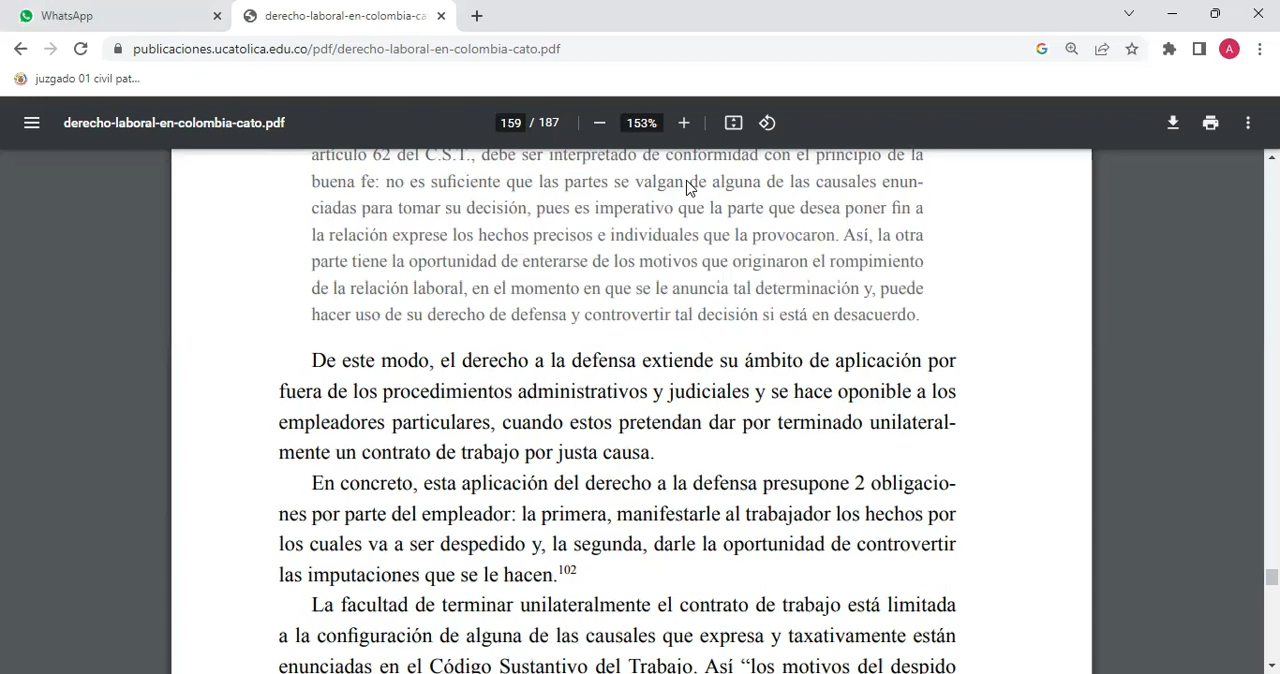 WhatsApp
derecho-laboral-en-colombia-ca
publicaciones.ucatolica.edu.co/pdf/derecho-laboral-en-colombia-cato.pdf
A
juzgado 01 civil pat...
derecho-laboral-en-colombia-cato.pdf
159 / 187
153%
artículo 62 del C.S.T., debe ser interpretado de conformidad con el principio de la
buena fe: no es suficiente que las partes se valgan de alguna de las causales enun-
ciadas para tomar su decisión, pues es imperativo que la parte que desea poner fin a
la relación exprese los hechos precisos e individuales que la provocaron. Así, la otra
parte tiene la oportunidad de enterarse de los motivos que originaron el rompimiento
de la relación laboral, en el momento en que se le anuncia tal determinación y, puede
hacer uso de su derecho de defensa y controvertir tal decisión si está en desacuerdo.
De este modo, el derecho a la defensa extiende su ámbito de aplicación por
fuera de los procedimientos administrativos y judiciales y se hace oponible a los
empleadores particulares, cuando estos pretendan dar por terminado unilateral-
mente un contrato de trabajo por justa causa.
En concreto, esta aplicación del derecho a la defensa presupone 2 obligacio-
nes por parte del empleador: la primera, manifestarle al trabajador los hechos por
los cuales va a ser despedido y, la segunda, darle la oportunidad de controvertir
las imputaciones que se le hacen.102
La facultad de terminar unilateralmente el contrato de trabajo está limitada
a la configuración de alguna de las causales que expresa y taxativamente están
enunciadas en el Código Sustantivo del Trabajo. Así “los motivos del despido